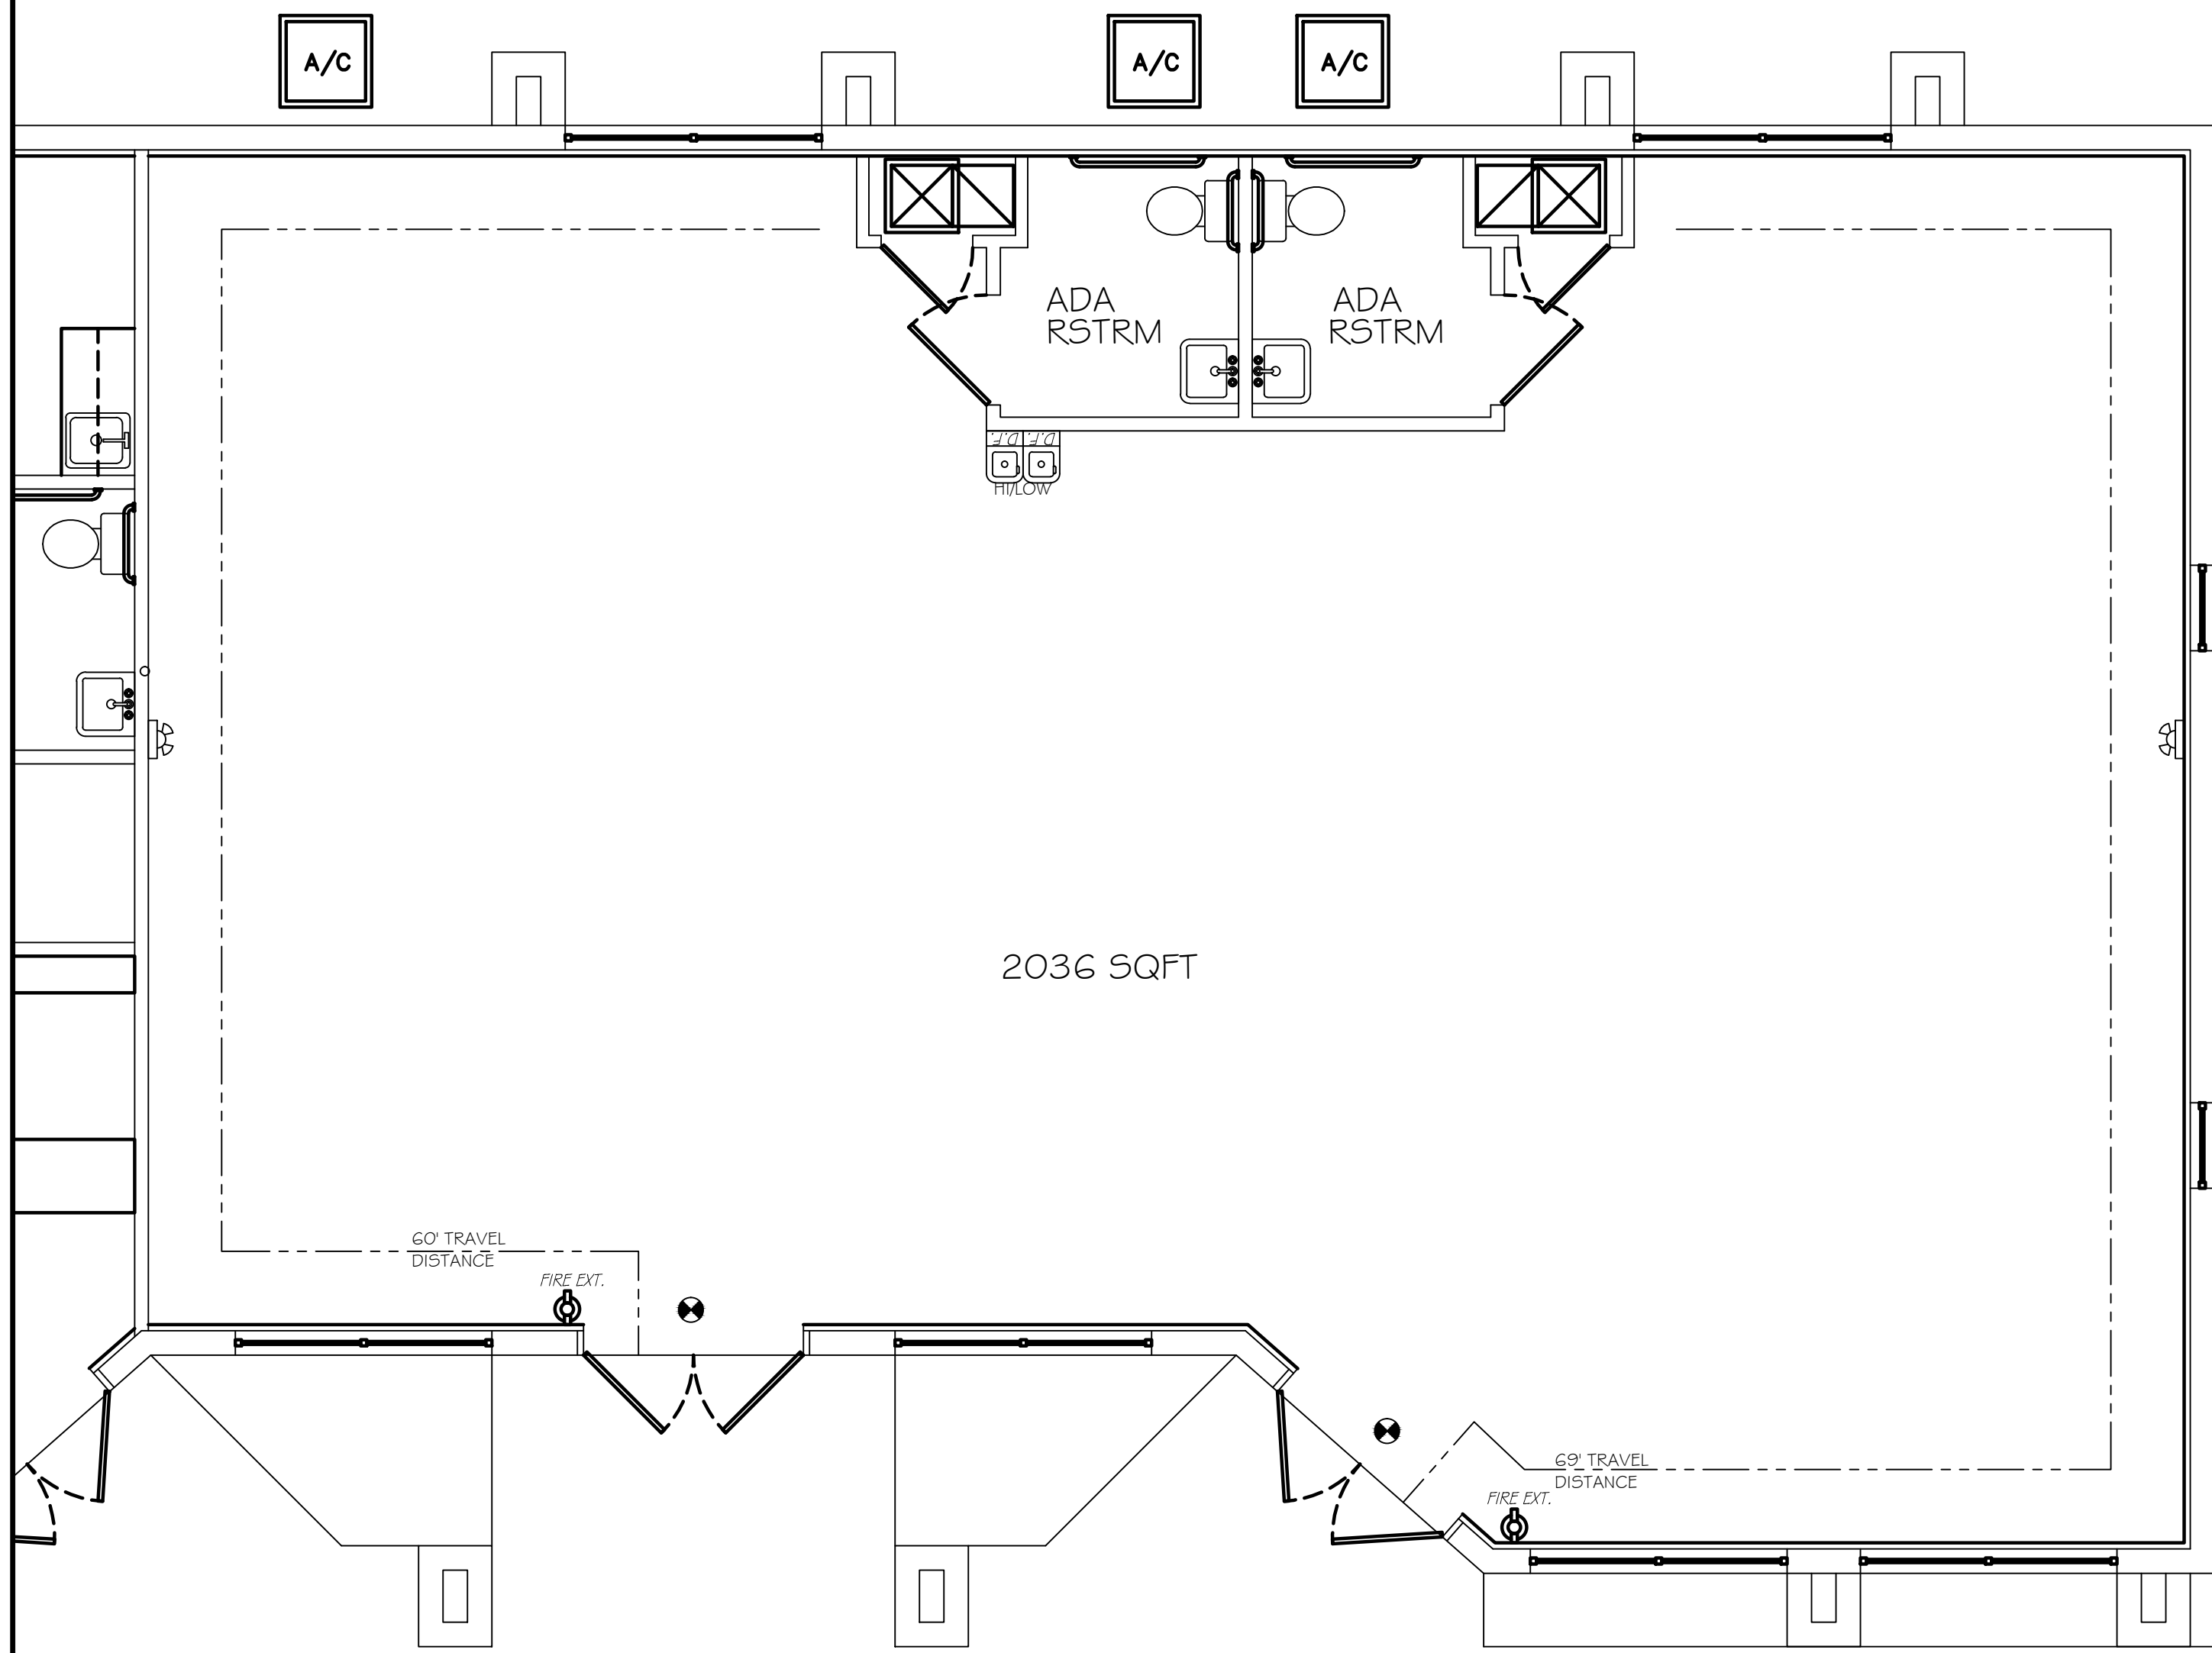 A/C
A/C
A/C
ADA
RSTRM
ADA
RSTRM
D.F.
D.F.
HI/LOW
2036 SQFT
60' TRAVEL
DISTANCE
FIRE EXT.
69' TRAVEL
DISTANCE
FIRE EXT.